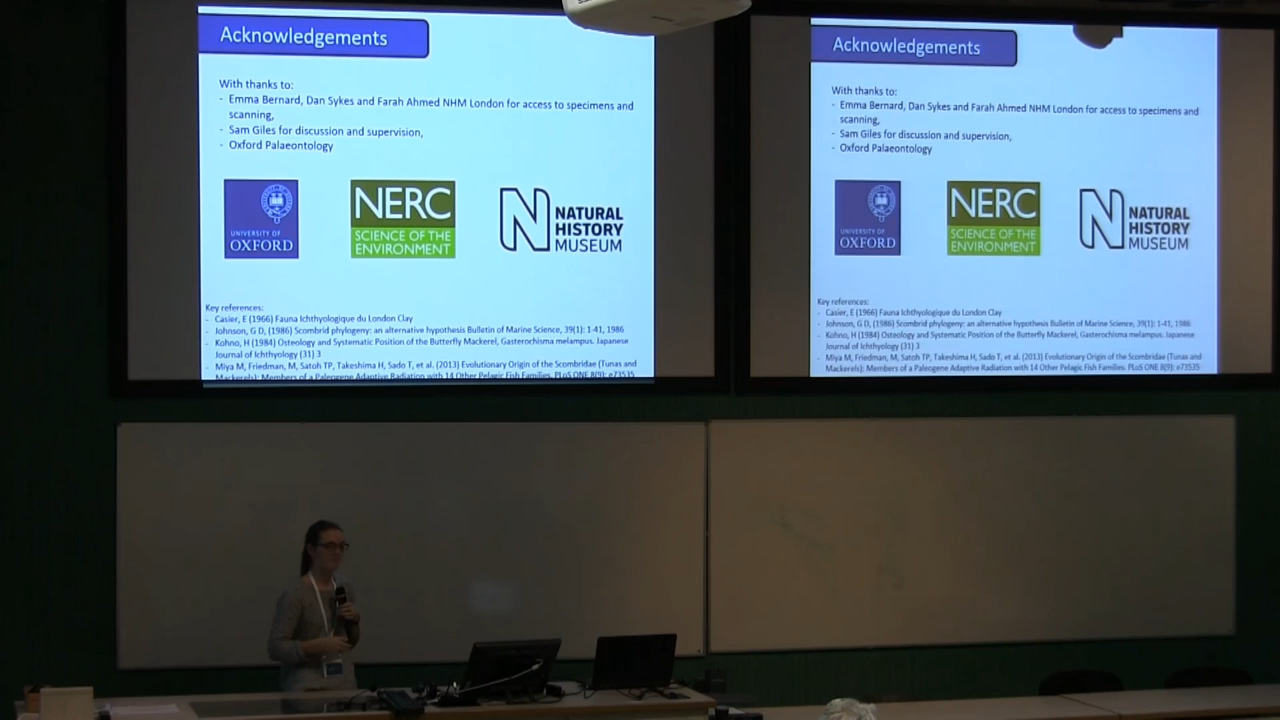 Acknowledgements
With thanks to:
- Emma Bernard, Dan Sykes and Farah Ahmed NHM London for access to specimens and
scanning,
- Sam Giles for discussion and supervision,
- Oxford Palaeontology
UNIVERSITY OF
OXFORD
NERC
SCIENCE OF THE
ENVIRONMENT
N NATURAL
HISTORY
MUSEUM
Key references:
- Casier, E (1966) Fauna Ichthyologique du London Clay
- Johnson, G D, (1986) Scombrid phylogeny: an alternative hypothesis Bulletin of Marine Science, 39(1): 1-41, 1986
- Kohno, H (1984) Osteology and Systematic Position of the Butterfly Mackerel, Gasterochisma melampus. Japanese
Journal of Ichthyology (31) 3
- Miya M, Friedman, M, Satoh TP, Takeshima H, Sado T, et al. (2013) Evolutionary Origin of the Scombridae (Tunas and
Mackerels): Members of a Paleogene Adaptive Radiation with 14 Other Pelagic Fish Families. PLoS ONE 8(9): e73535
Acknowledgements
With thanks to:
- Emma Bernard, Dan Sykes and Farah Ahmed NHM London for access to specimens and
scanning,
- Sam Giles for discussion and supervision,
- Oxford Palaeontology
UNIVERSITY OF
OXFORD
NERC
SCIENCE OF THE
ENVIRONMENT
N NATURAL
HISTORY
MUSEUM
Key references:
- Casier, E (1966) Fauna Ichthyologique du London Clay
- Johnson, G D, (1986) Scombrid phylogeny: an alternative hypothesis Bulletin of Marine Science, 39(1): 1-41, 1986
- Kohno, H (1984) Osteology and Systematic Position of the Butterfly Mackerel, Gasterochisma melampus. Japanese
Journal of Ichthyology (31) 3
- Miya M, Friedman, M, Satoh TP, Takeshima H, Sado T, et al. (2013) Evolutionary Origin of the Scombridae (Tunas and
Mackerels): Members of a Paleogene Adaptive Radiation with 14 Other Pelagic Fish Families. PLoS ONE 8(9): e73535